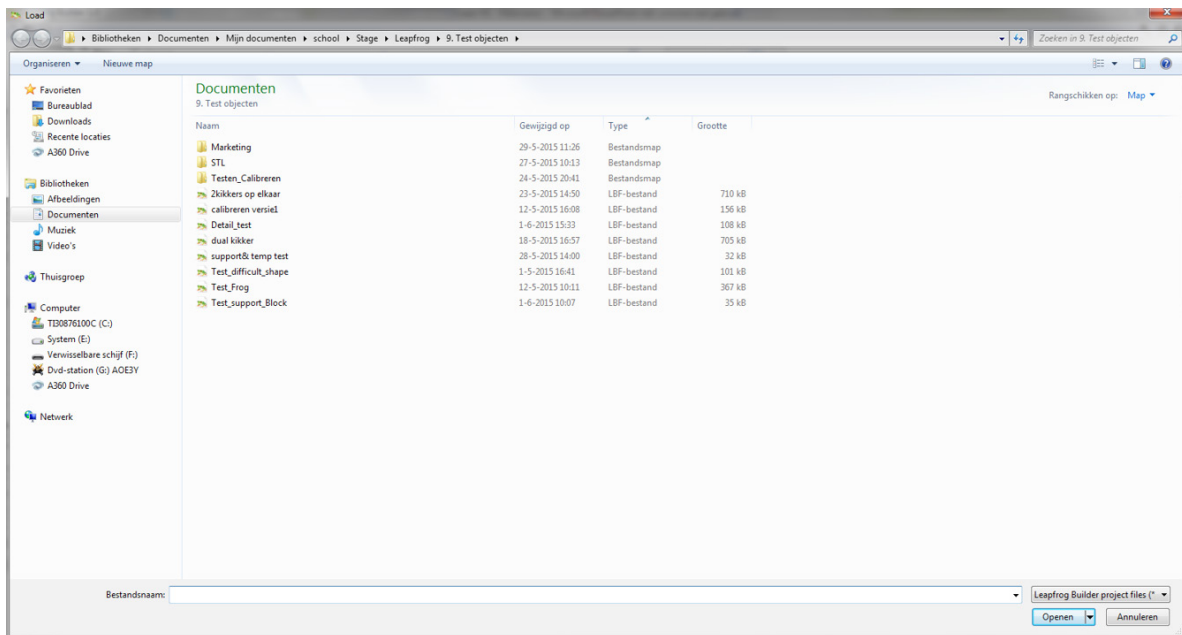 Load
Bibliotheken Documenten Mijn documenten school Stage Leapfrog 9. Test objecten
Zoeken in 9. Test objecten
Organiseren Nieuwe map
Favorieten
Bureaublad
Downloads
Recente locaties
A360 Drive
Bibliotheken
Afbeeldingen
Documenten
Muziek
Video's
Thuisgroep
Computer
TI30876100C (C:)
System (E:)
Verwisselbare schijf (F:)
Dvd-station (G:) AOE3Y
A360 Drive
Netwerk
Documenten
9. Test objecten
Rangschikken op: Map
Naam Gewijzigd op Type Grootte
Marketing 29-5-2015 11:26 Bestandsmap
STL 27-5-2015 10:13 Bestandsmap
Testen_Calibreren 24-5-2015 20:41 Bestandsmap
2kikkers op elkaar 23-5-2015 14:50 LBF-bestand 710 kB
calibreren versie1 12-5-2015 16:08 LBF-bestand 156 kB
Detail_test 1-6-2015 15:33 LBF-bestand 108 kB
dual kikker 18-5-2015 16:57 LBF-bestand 705 kB
support& temp test 28-5-2015 14:00 LBF-bestand 32 kB
Test_difficult_shape 1-5-2015 16:41 LBF-bestand 101 kB
Test_Frog 12-5-2015 10:11 LBF-bestand 367 kB
Test_support_Block 1-6-2015 10:07 LBF-bestand 35 kB
Bestandsnaam:
Leapfrog Builder project files (*
Openen Annuleren